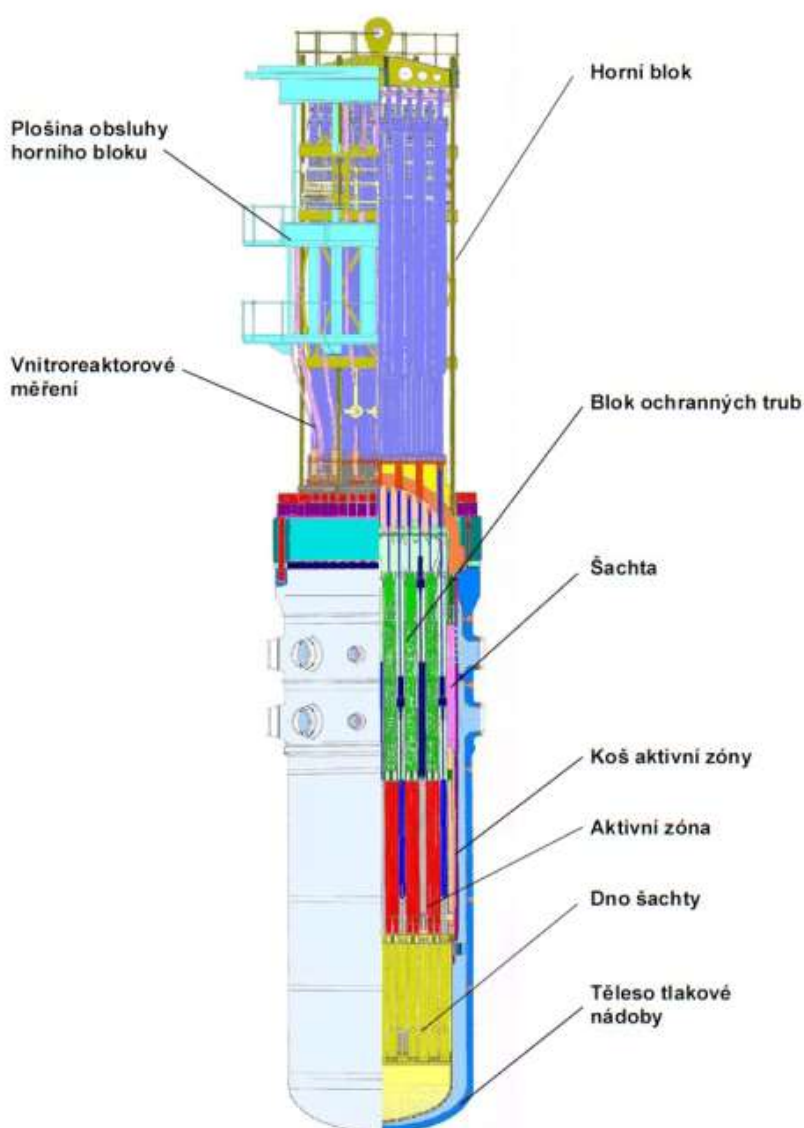 Horní blok
Plošina obsluhy
horního bloku
Vnitroreaktorové
měření
Blok ochranných trub
Šachta
Koš aktivní zóny
Aktivní zóna
Dno šachty
Těleso tlakové
nádoby